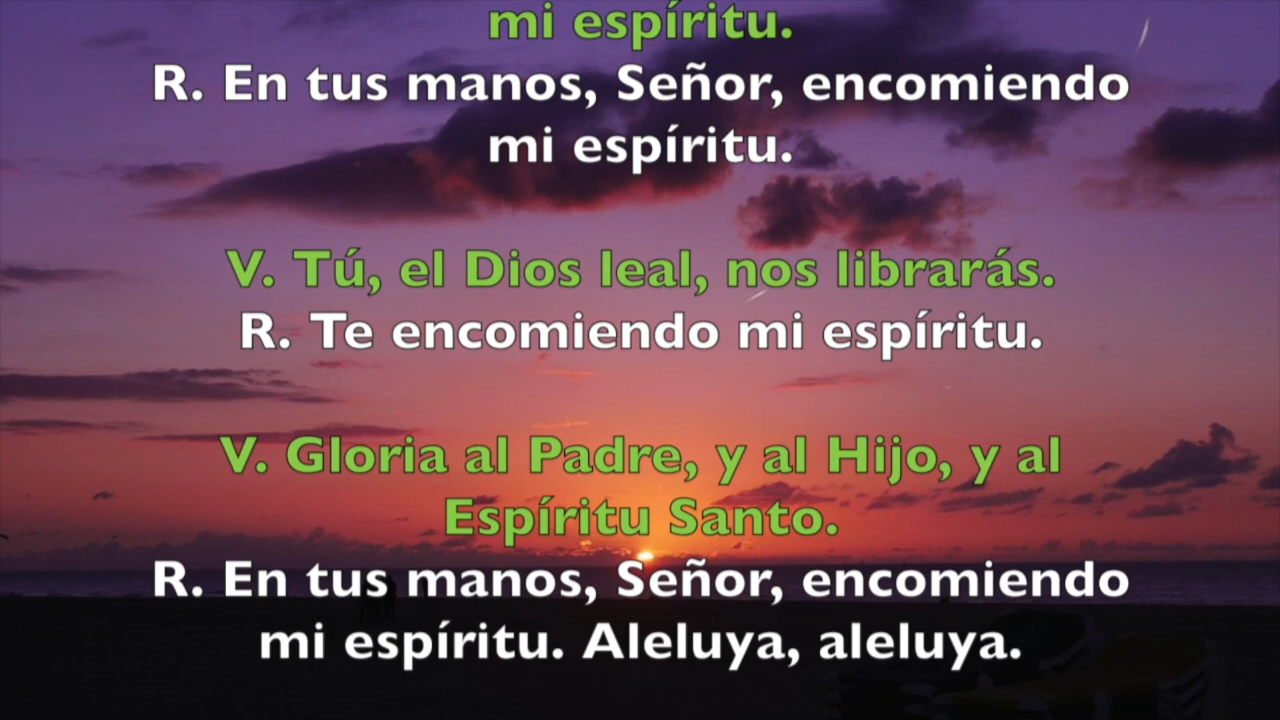 mi espíritu.
R. En tus manos, Señor, encomiendo
mi espíritu.
V. Tú, el Dios leal, nos librarás.
R. Te encomiendo mi espíritu.
V. Gloria al Padre, y al Hijo, y al
Espíritu Santo.
R. En tus manos, Señor, encomiendo
mi espíritu. Aleluya, aleluya.